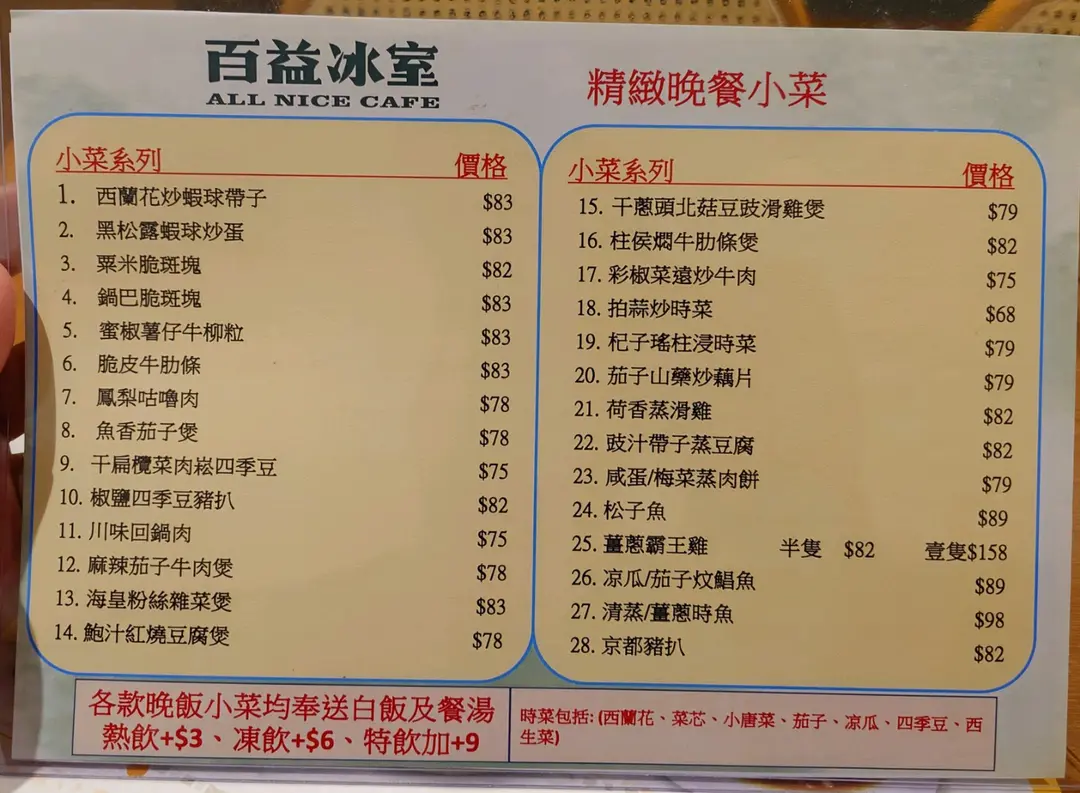 百益冰室
ALL NICE CAFE
精緻晚餐小菜
小菜系列 價格
1. 西蘭花炒蝦球帶子 $83
2. 黑松露蝦球炒蛋 $83
3. 粟米脆斑塊 $82
4. 鍋巴脆斑塊 $83
5. 蜜椒薯仔牛柳粒 $83
6. 脆皮牛肋條 $83
7. 鳳梨咕嚕肉 $78
8. 魚香茄子煲 $78
9. 干扁欖菜肉崧四季豆 $75
10. 椒鹽四季豆豬扒 $82
11. 川味回鍋肉 $75
12. 麻辣茄子牛肉煲 $78
13. 海皇粉絲雜菜煲 $83
14. 鮑汁紅燒豆腐煲 $78
小菜系列 價格
15. 干蔥頭北菇豆豉滑雞煲 $79
16. 柱侯燜牛肋條煲 $82
17. 彩椒菜遠炒牛肉 $75
18. 拍蒜炒時菜 $68
19. 杞子瑤柱浸時菜 $79
20. 茄子山藥炒藕片 $79
21. 荷香蒸滑雞 $82
22. 豉汁帶子蒸豆腐 $82
23. 咸蛋/梅菜蒸肉餅 $79
24. 松子魚 $89
25. 薑蔥霸王雞 半隻 $82 壹隻$158
26. 凉瓜/茄子炆鯧魚 $89
27. 清蒸/薑蔥時魚 $98
28. 京都豬扒 $82
各款晚飯小菜均奉送白飯及餐湯
熱飲+$3、凍飲+$6、特飲加+9
時菜包括: (西蘭花、菜芯、小唐菜、茄子、凉瓜、四季豆、西
生菜)